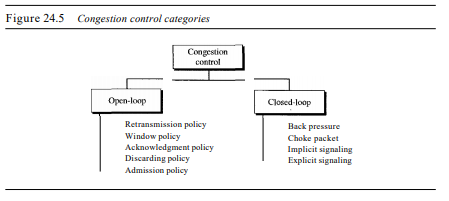 Figure 24.5 Congestion control categories
Congestion
control
Open-loop
Closed-loop
Retransmission policy
Window policy
Acknowledgment policy
Discarding policy
Admission policy
Back pressure
Choke packet
Implicit signaling
Explicit signaling